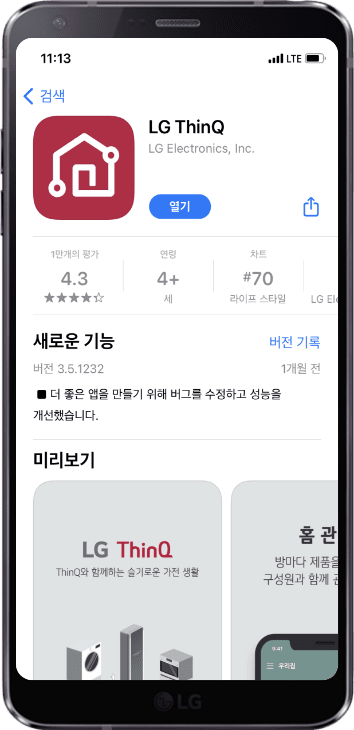 11:13
LTE
검색
LG ThinQ
LG Electronics, Inc.
열기
1만개의 평가
연령
차트
4.3
4+
#70
★★★★☆
세
라이프 스타일
LG El
새로운 기능
버전 기록
버전 3.5.1232
1개월 전
■ 더 좋은 앱을 만들기 위해 버그를 수정하고 성능을
개선했습니다.
미리보기
LG ThinQ
ThinQ와 함께하는 슬기로운 가전 생활
홈 관
방마다 제품을
구성원과 함께 관
9:41
우리집
LG